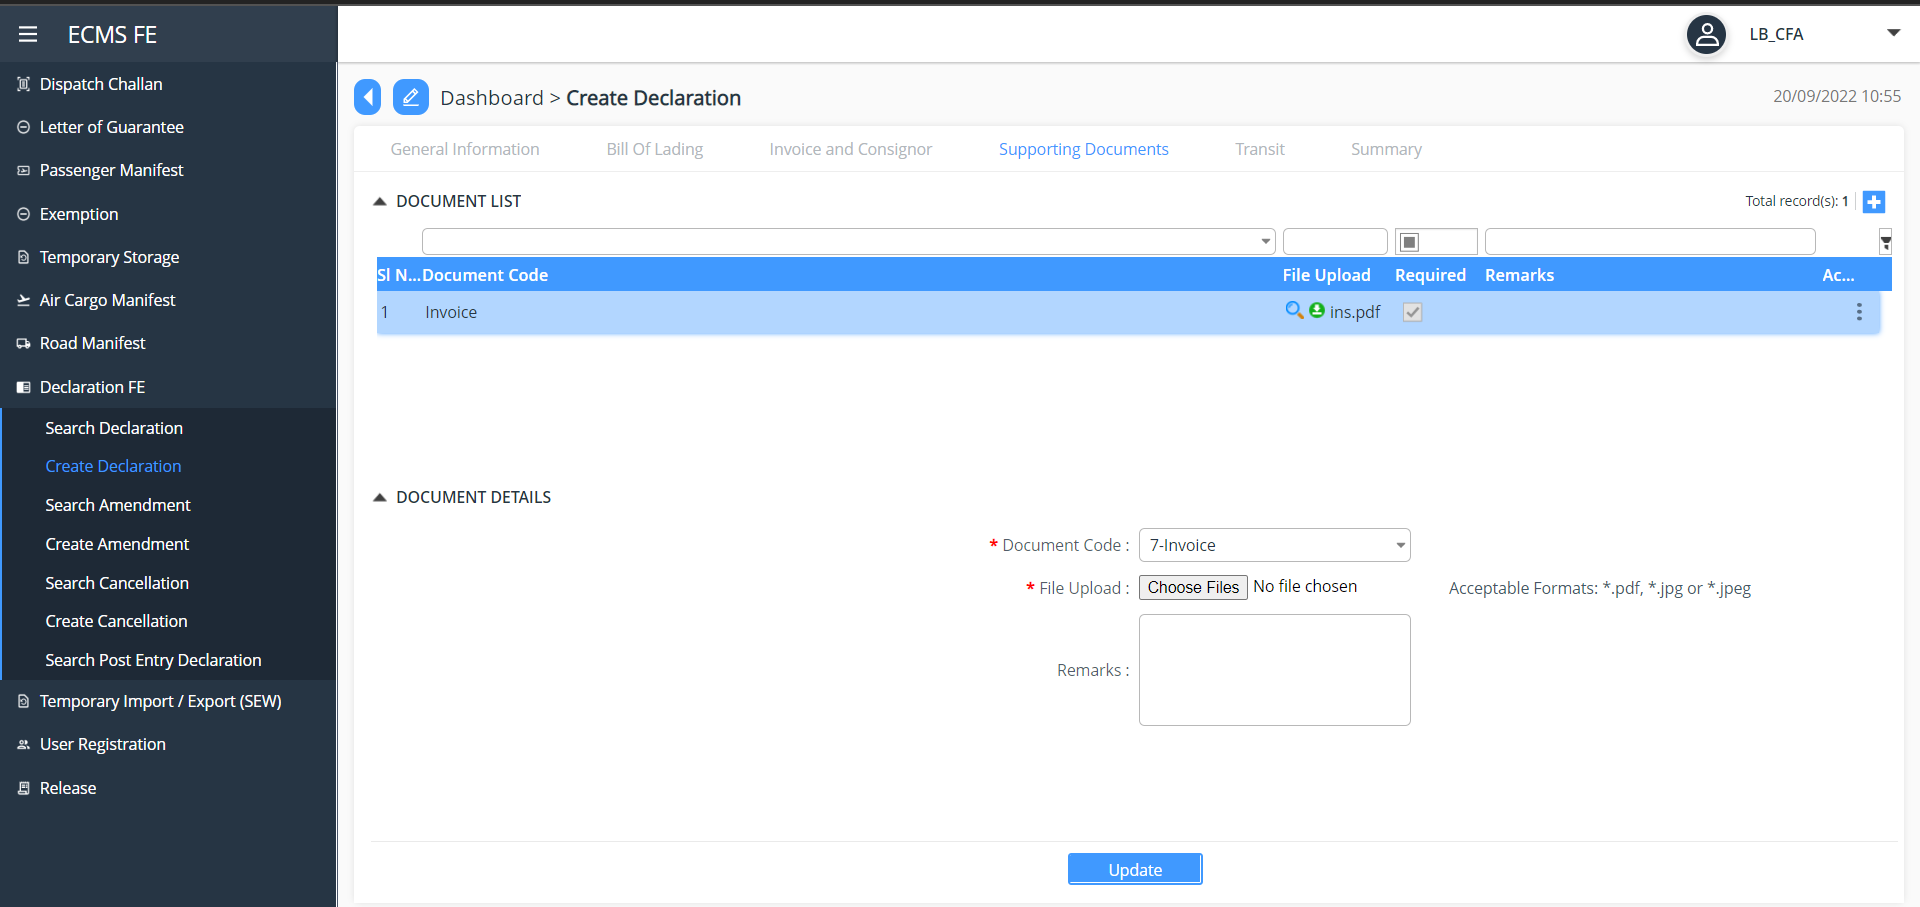 ECMS FE
LB_CFA
Dispatch Challan
Letter of Guarantee
Passenger Manifest
Exemption
Temporary Storage
Air Cargo Manifest
Road Manifest
Declaration FE
Search Declaration
Create Declaration
Search Amendment
Create Amendment
Search Cancellation
Create Cancellation
Search Post Entry Declaration
Temporary Import / Export (SEW)
User Registration
Release
Dashboard > Create Declaration
20/09/2022 10:55
General Information Bill Of Lading Invoice and Consignor Supporting Documents Transit Summary
DOCUMENT LIST
Total record(s): 1
Sl N... Document Code File Upload Required Remarks Ac...
1 Invoice ins.pdf
DOCUMENT DETAILS
* Document Code : 7-Invoice
* File Upload : Choose Files No file chosen Acceptable Formats: *.pdf, *.jpg or *.jpeg
Remarks :
Update